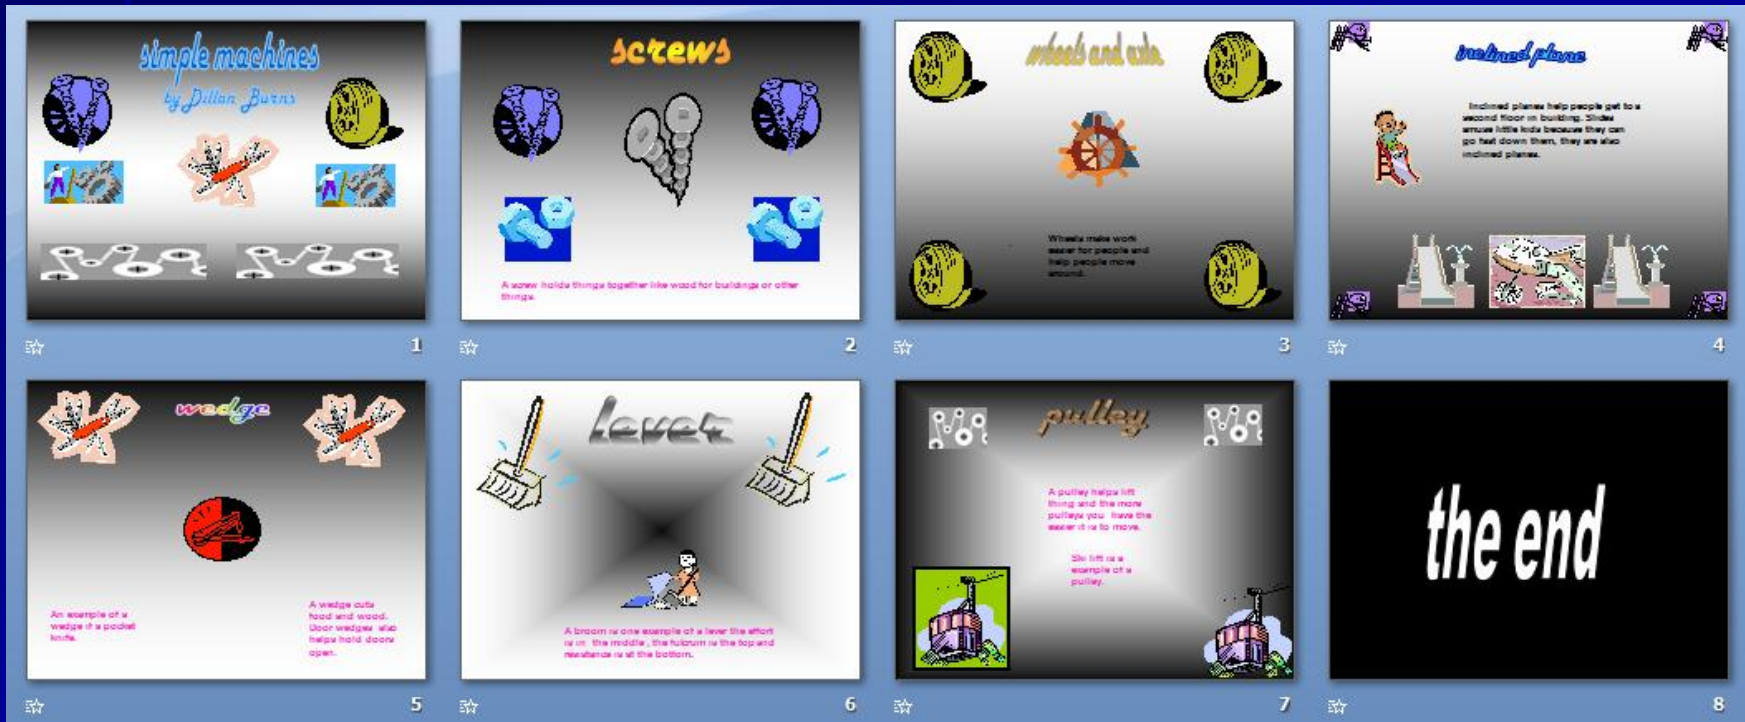 simple machines
by Dillan Burns
1
screws
A screw holds things together like wood for buildings or other
things.
2
wheels and axle
Wheels make work
easier for people and
help people move
around.
3
inclined plane
Inclined planes help people get to a
second floor in building. Slides
amuse little kids because they can
go fast down them, they are also
inclined planes.
4
wedge
An example of a
wedge if a pocket
knife.
A wedge cuts
food and wood.
Door wedges also
helps hold doors
open.
5
lever
A broom is one example of a lever the effort
is in the middle , the fulcrum is the top and
resistance is at the bottom.
6
pulley
A pulley helps lift
thing and the more
pulleys you have the
easier it is to move.
Ski lift is a
example of a
pulley.
7
the end
8